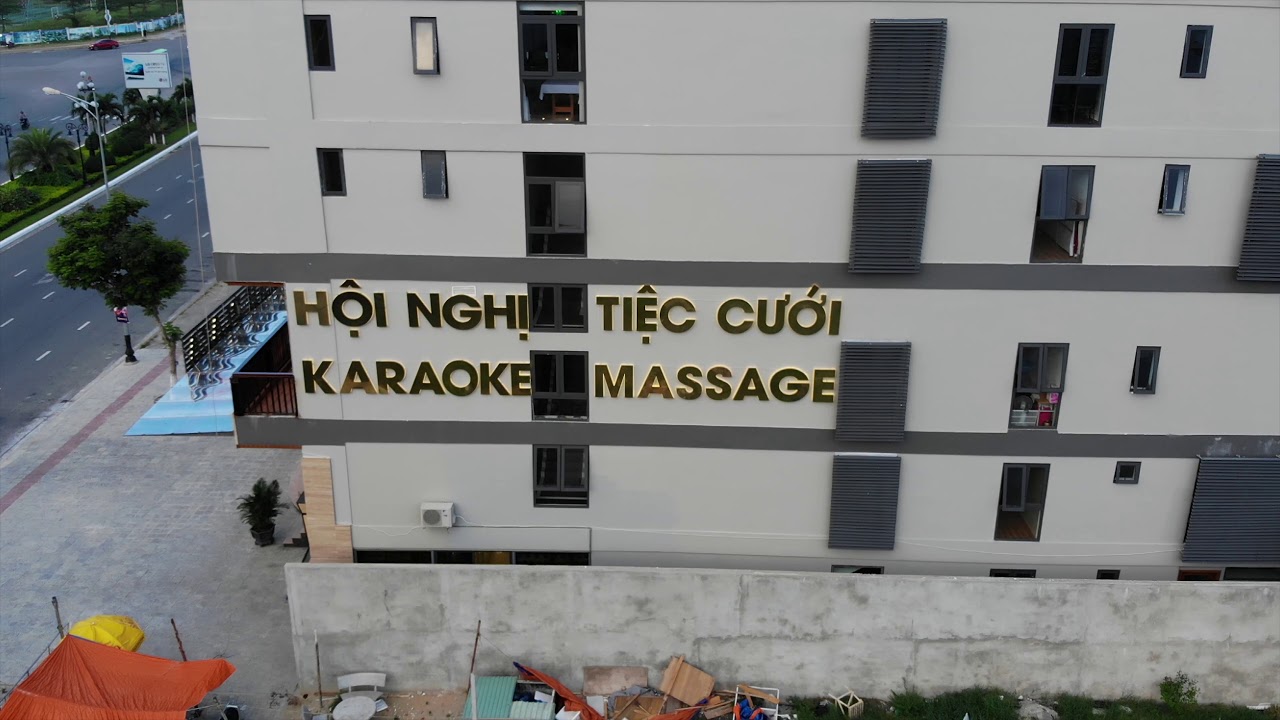 HỘI NGHỊ TIỆC CƯỚI
KARAOKE MASSAGE